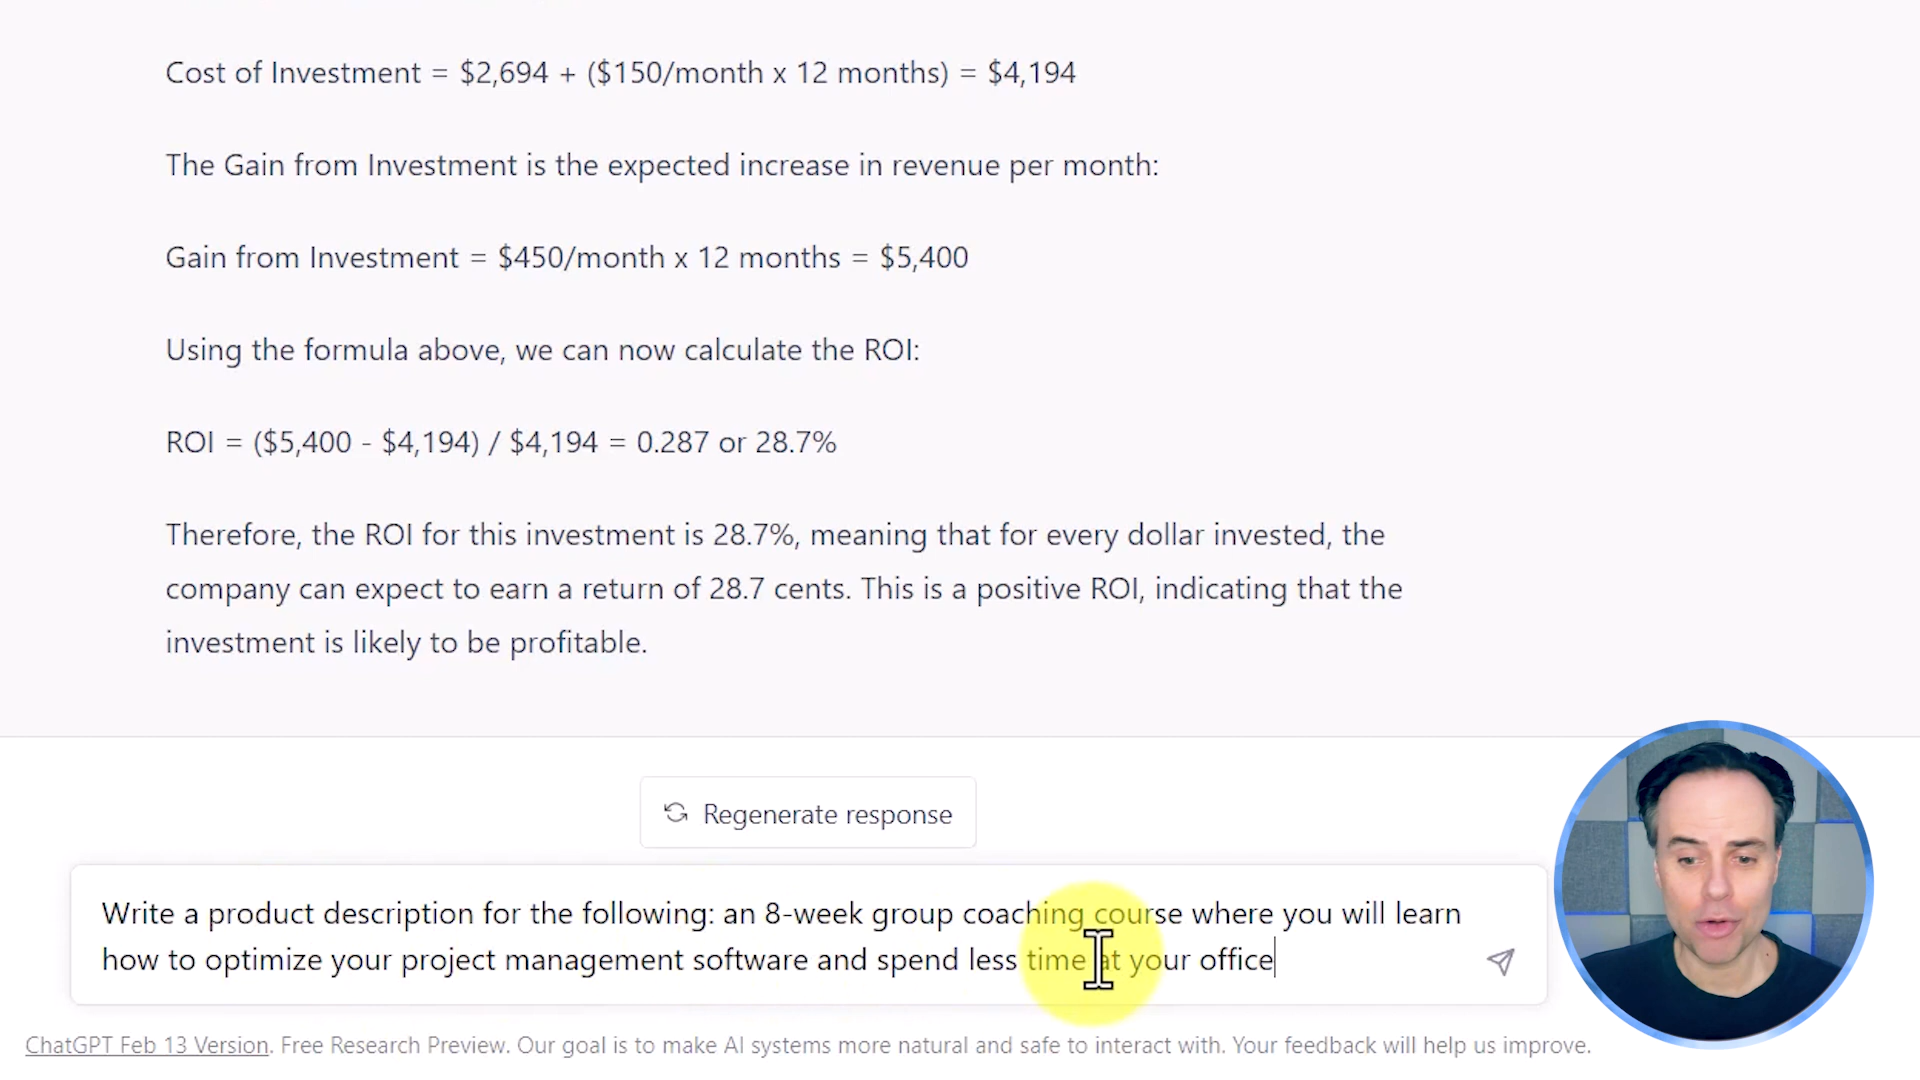 Cost of Investment = $2,694 + ($150/month x 12 months) = $4,194
The Gain from Investment is the expected increase in revenue per month:
Gain from Investment = $450/month x 12 months = $5,400
Using the formula above, we can now calculate the ROI:
ROI = ($5,400 - $4,194) / $4,194 = 0.287 or 28.7%
Therefore, the ROI for this investment is 28.7%, meaning that for every dollar invested, the
company can expect to earn a return of 28.7 cents. This is a positive ROI, indicating that the
investment is likely to be profitable.
Regenerate response
Write a product description for the following: an 8-week group coaching course where you will learn
how to optimize your project management software and spend less time at your office
ChatGPT Feb 13 Version. Free Research Preview. Our goal is to make AI systems more natural and safe to interact with. Your feedback will help us improve.